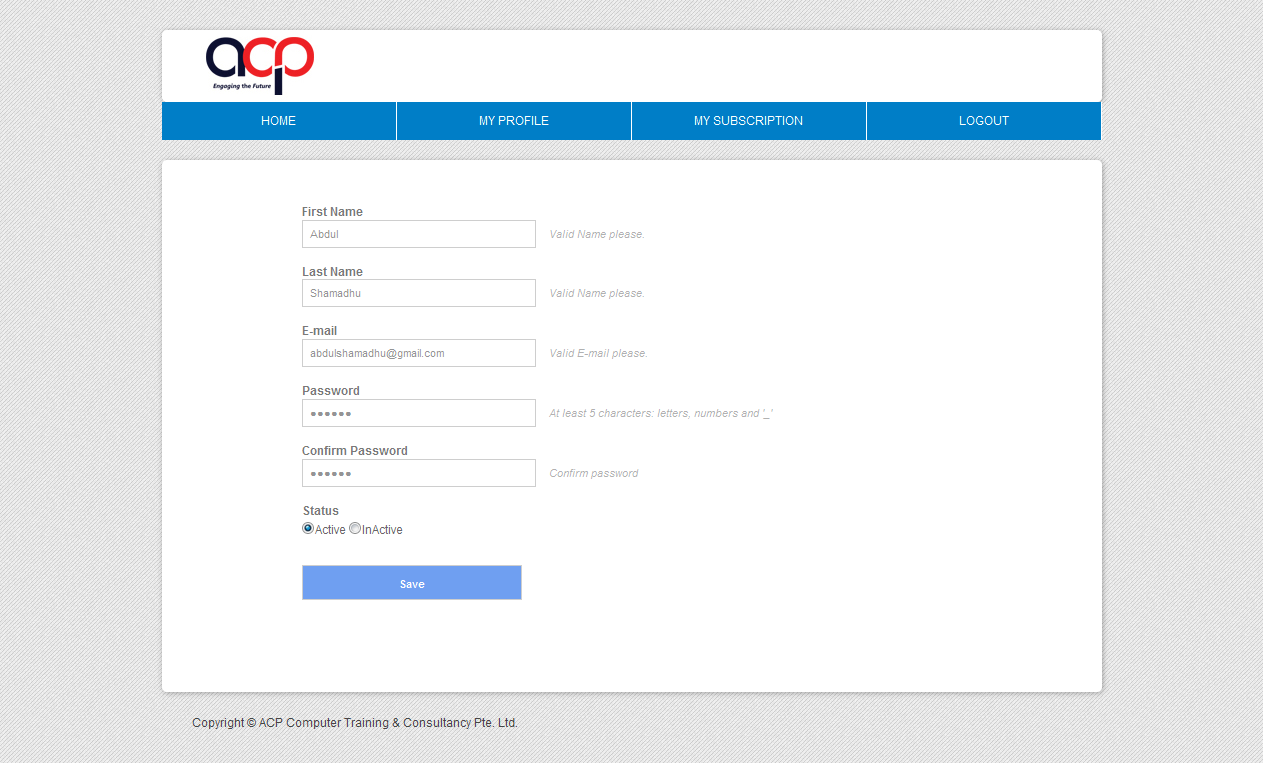 acp
Engaging the Future
HOME MY PROFILE MY SUBSCRIPTION LOGOUT
First Name
Abdul Valid Name please.
Last Name
Shamadhu Valid Name please.
E-mail
abdulshamadhu@gmail.com Valid E-mail please.
Password
•••••• At least 5 characters: letters, numbers and '_'
Confirm Password
•••••• Confirm password
Status
Active InActive
Save
Copyright © ACP Computer Training & Consultancy Pte. Ltd.